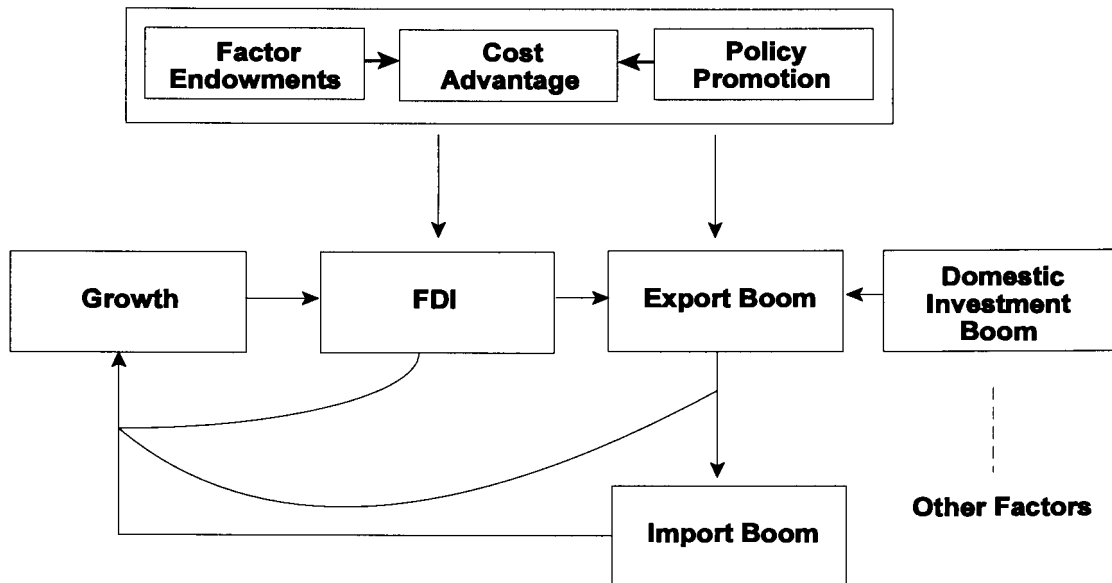 Factor
Endowments
Cost
Advantage
Policy
Promotion
Growth
FDI
Export Boom
Domestic
Investment
Boom
Import Boom
Other Factors